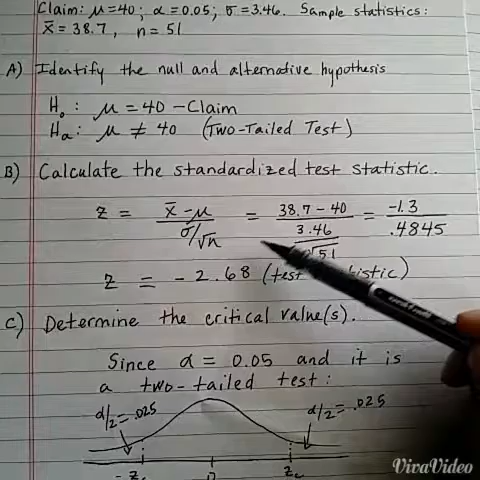 Claim: μ=40; α=0.05; σ=3.46. Sample statistics:
x̄ = 38.7, n = 51
A) Identify the null and alternative hypothesis
H₀: μ = 40 - Claim
Hₐ: μ ≠ 40 (Two-Tailed Test)
B) Calculate the standardized test statistic.
z = (x̄ - μ)/(σ/√n) = (38.7 - 40)/(3.46/√51) = -1.3/.4845
z = -2.68 (test statistic)
C) Determine the critical value(s).
Since α = 0.05 and it is
a two-tailed test:
α/2 = .025 α/2 = .025
-z 0 z
VivaVideo